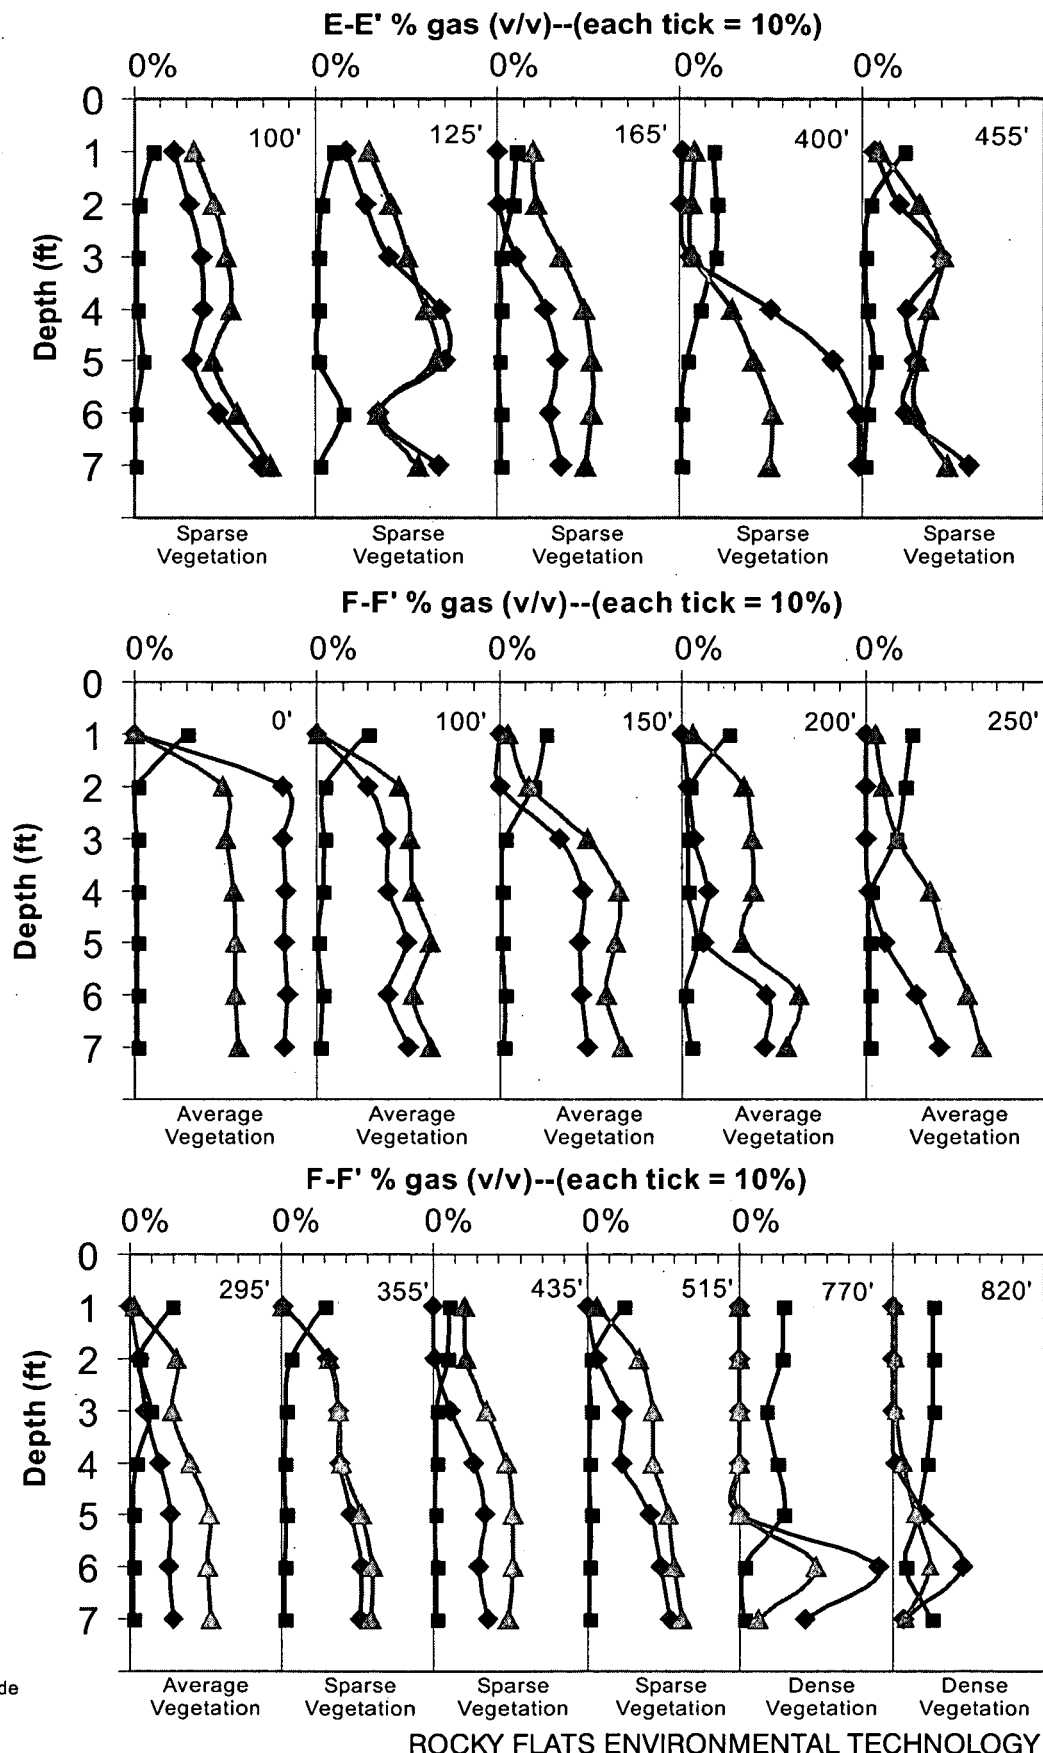 E-E' % gas (v/v)--(each tick = 10%)
0% 0% 0% 0% 0%
0
100' 125' 165' 400' 455'
1
2
3
4
5
6
7
Depth (ft)
Sparse Sparse Sparse Sparse Sparse
Vegetation Vegetation Vegetation Vegetation Vegetation
F-F' % gas (v/v)--(each tick = 10%)
0% 0% 0% 0% 0%
0
0' 100' 150' 200' 250'
1
2
3
4
5
6
7
Depth (ft)
Average Average Average Average Average
Vegetation Vegetation Vegetation Vegetation Vegetation
F-F' % gas (v/v)--(each tick = 10%)
0% 0% 0% 0% 0%
0
295' 355' 435' 515' 770' 820'
1
2
3
4
5
6
7
Depth (ft)
Average Sparse Sparse Sparse Dense Dense
Vegetation Vegetation Vegetation Vegetation Vegetation Vegetation
de
ROCKY FLATS ENVIRONMENTAL TECHNOLOGY